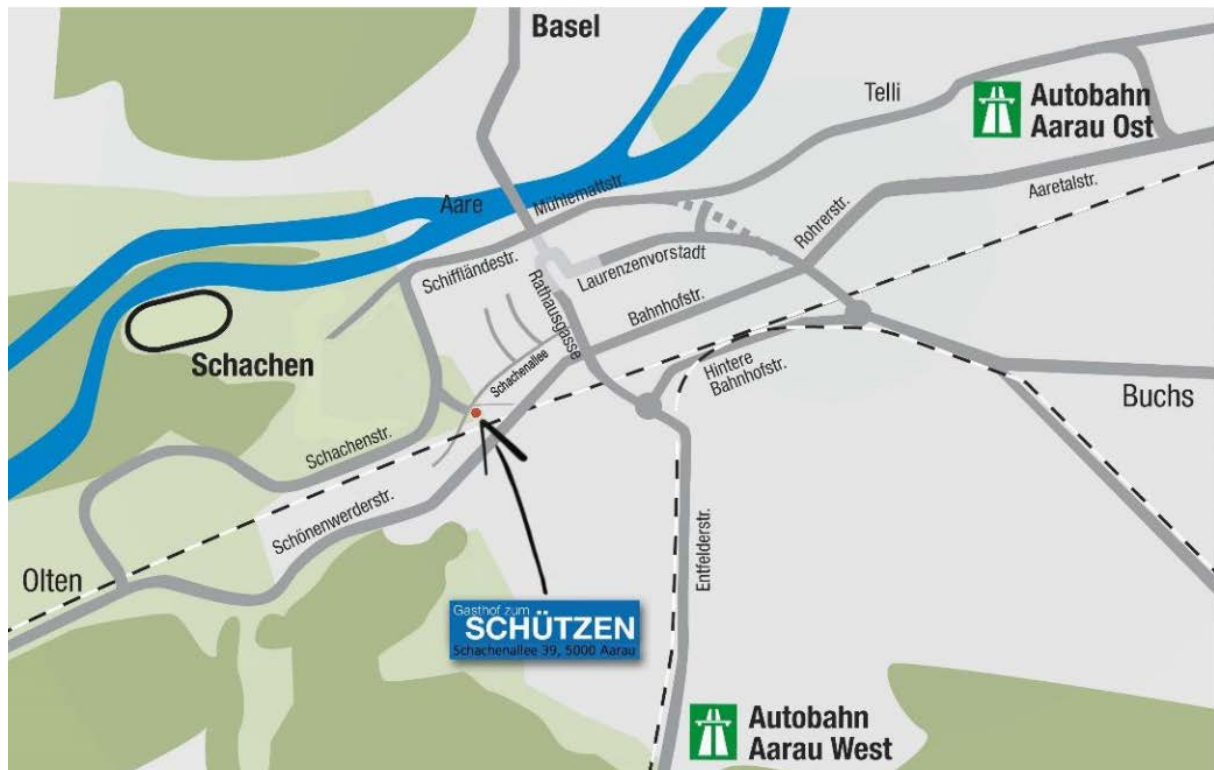 Basel
Telli
Autobahn
Aarau Ost
Aare
Mühlemattstr.
Aaretalstr.
Rohrerstr.
Schiffländestr.
Laurenzenvorstadt
Rathausgasse
Bahnhofstr.
Schachen
Schachenallee
Hintere
Bahnhofstr.
Buchs
Schachenstr.
Schönenwerderstr.
Olten
Entfelderstr.
Gasthof zum
SCHÜTZEN
Schachenallee 39, 5000 Aarau
Autobahn
Aarau West